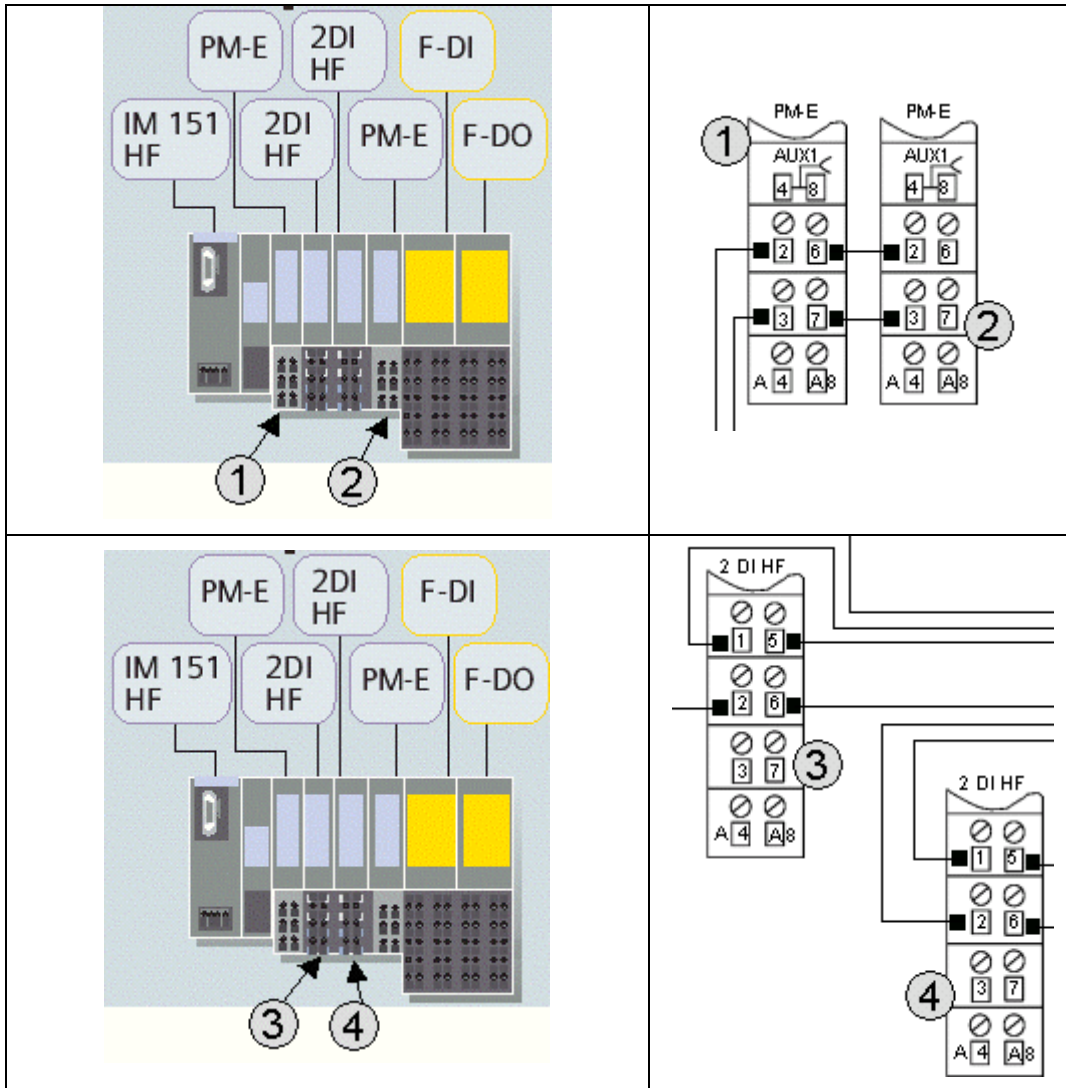 PM-E
2DI
HF
F-DI
IM 151
HF
2DI
HF
PM-E
F-DO
1
2
PM-E PM-E
1
AUX1 AUX1
4 8 4 8
2 6 2 6
3 7 3 7
2
A 4 A 8 A 4 A 8
PM-E
2DI
HF
F-DI
IM 151
HF
2DI
HF
PM-E
F-DO
3
4
2 DI HF
1 5
2 6
3 7
3
A 4 A 8
2 DI HF
1 5
2 6
3 7
4
A 4 A 8